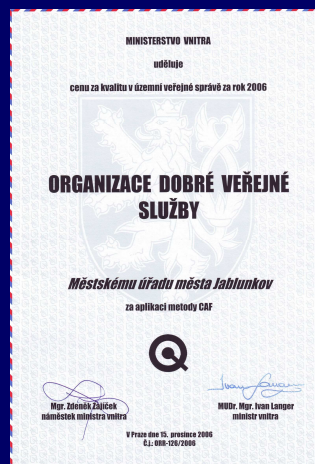 MINISTERSTVO VNITRA
uděluje
cenu za kvalitu v územní veřejné správě za rok 2006
ORGANIZACE DOBRÉ VEŘEJNÉ
SLUŽBY
Městskému úřadu města Jablunkov
za aplikaci metody CAF
Mgr. Zdeněk Zajíček
náměstek ministra vnitra
MUDr. Mgr. Ivan Langer
ministr vnitra
V Praze dne 15. prosince 2006
Č.j.: ORR-126/2006